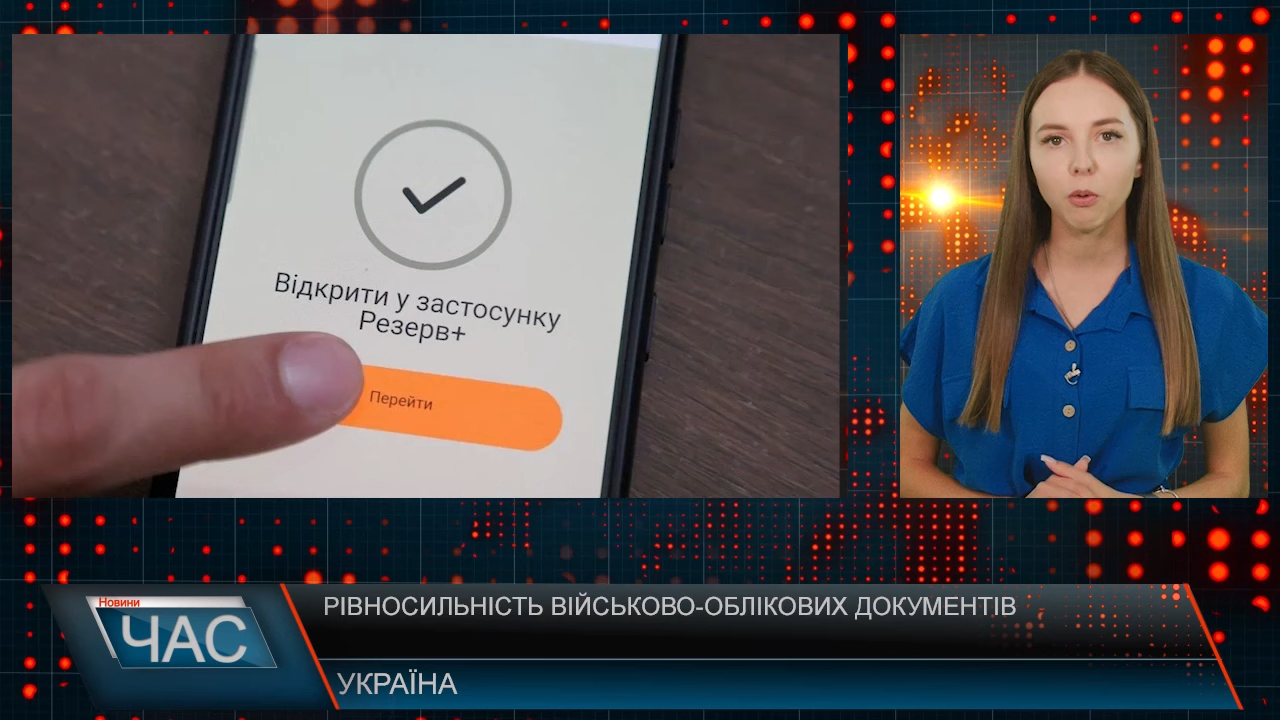 Відкрити у застосунку
Резерв+
Перейти
Новини
ЧАС
РІВНОСИЛЬНІСТЬ ВІЙСЬКОВО-ОБЛІКОВИХ ДОКУМЕНТІВ
УКРАЇНА